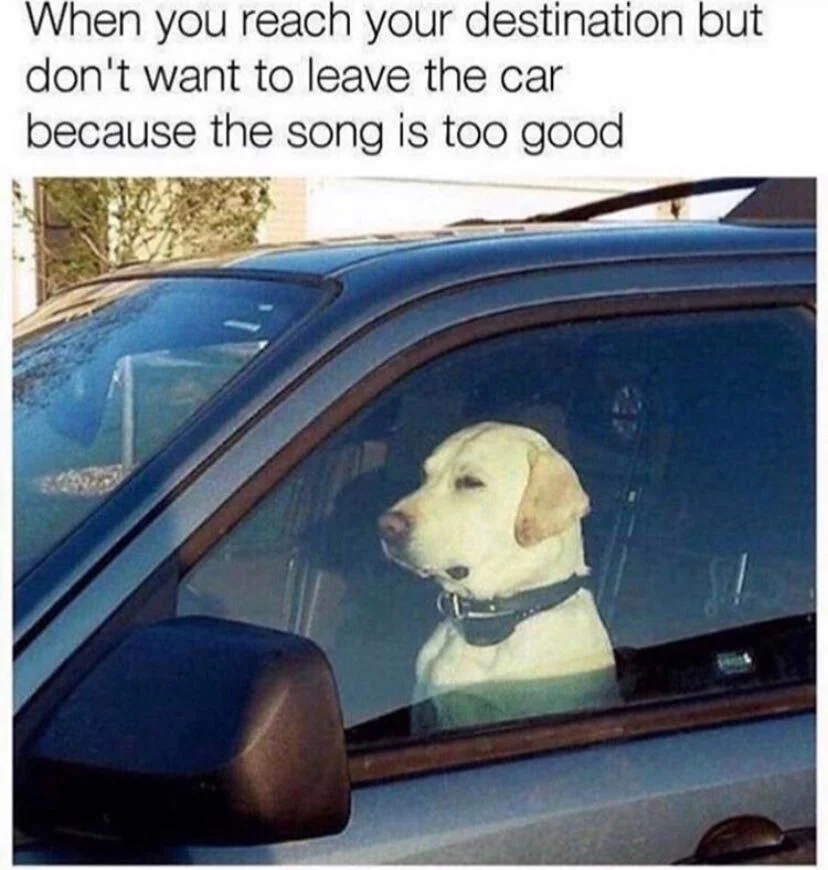 When you reach your destination but
don't want to leave the car
because the song is too good